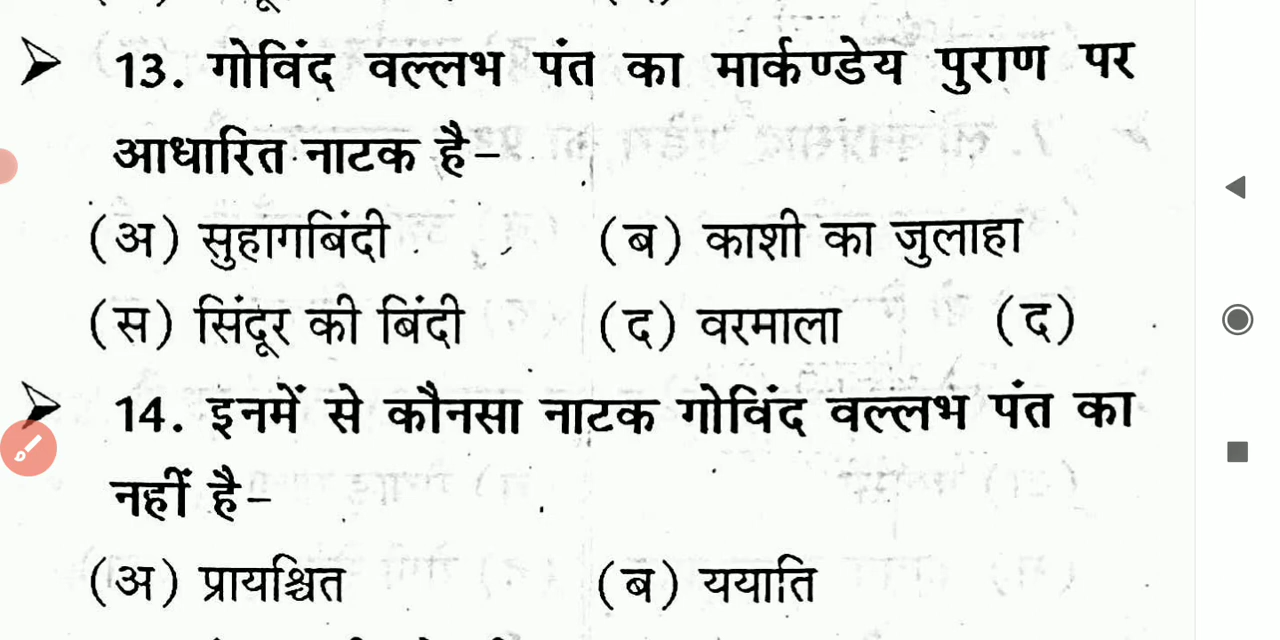 13. गोविंद वल्लभ पंत का मार्कण्डेय पुराण पर
आधारित नाटक है–
(अ) सुहागबिंदी (ब) काशी का जुलाहा
(स) सिंदूर की बिंदी (द) वरमाला (द)
14. इनमें से कौनसा नाटक गोविंद वल्लभ पंत का
नहीं है–
(अ) प्रायश्चित (ब) ययाति